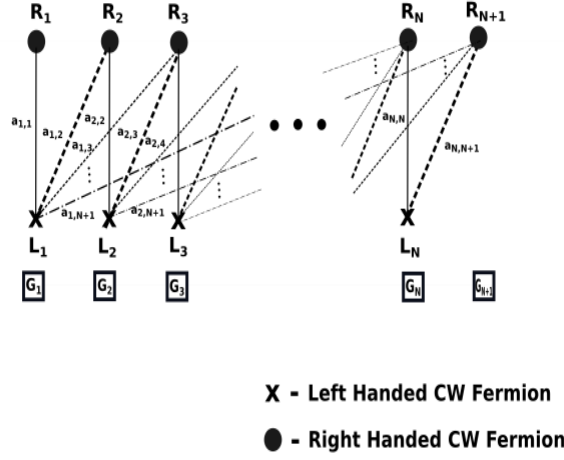 R1 R2 R3 RN RN+1
a1,1 a1,2 a2,2 a1,3 a2,3 a2,4 aN,N aN,N+1
a1,N+1 a2,N+1
L1 L2 L3 LN
G1 G2 G3 GN GN+1
X - Left Handed CW Fermion
- Right Handed CW Fermion